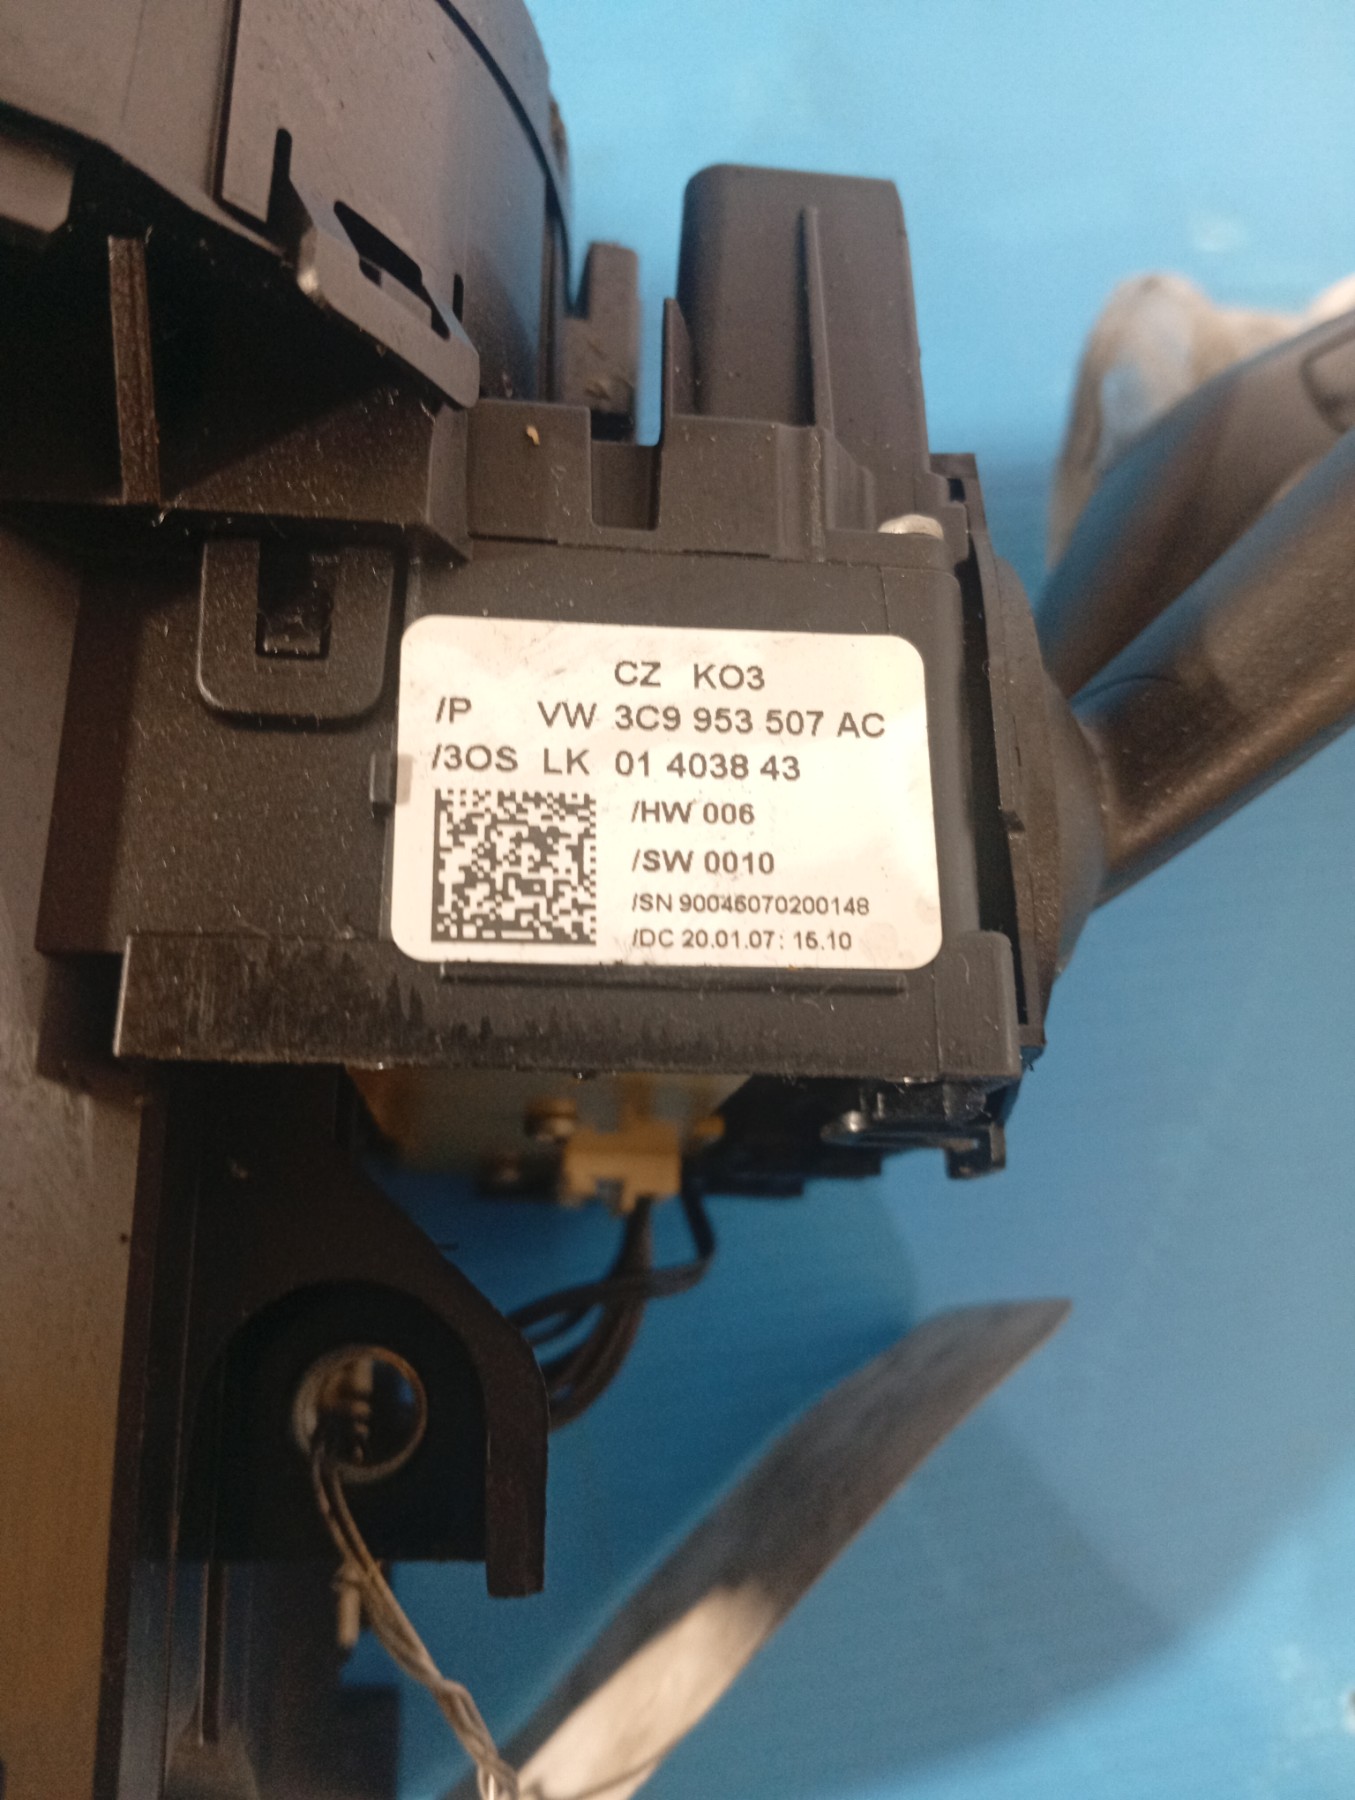 CZ KO3
/P VW 3C9 953 507 AC
/3OS LK 01 4038 43
/HW 006
/SW 0010
/SN 90046070200148
/DC 20.01.07: 15.10